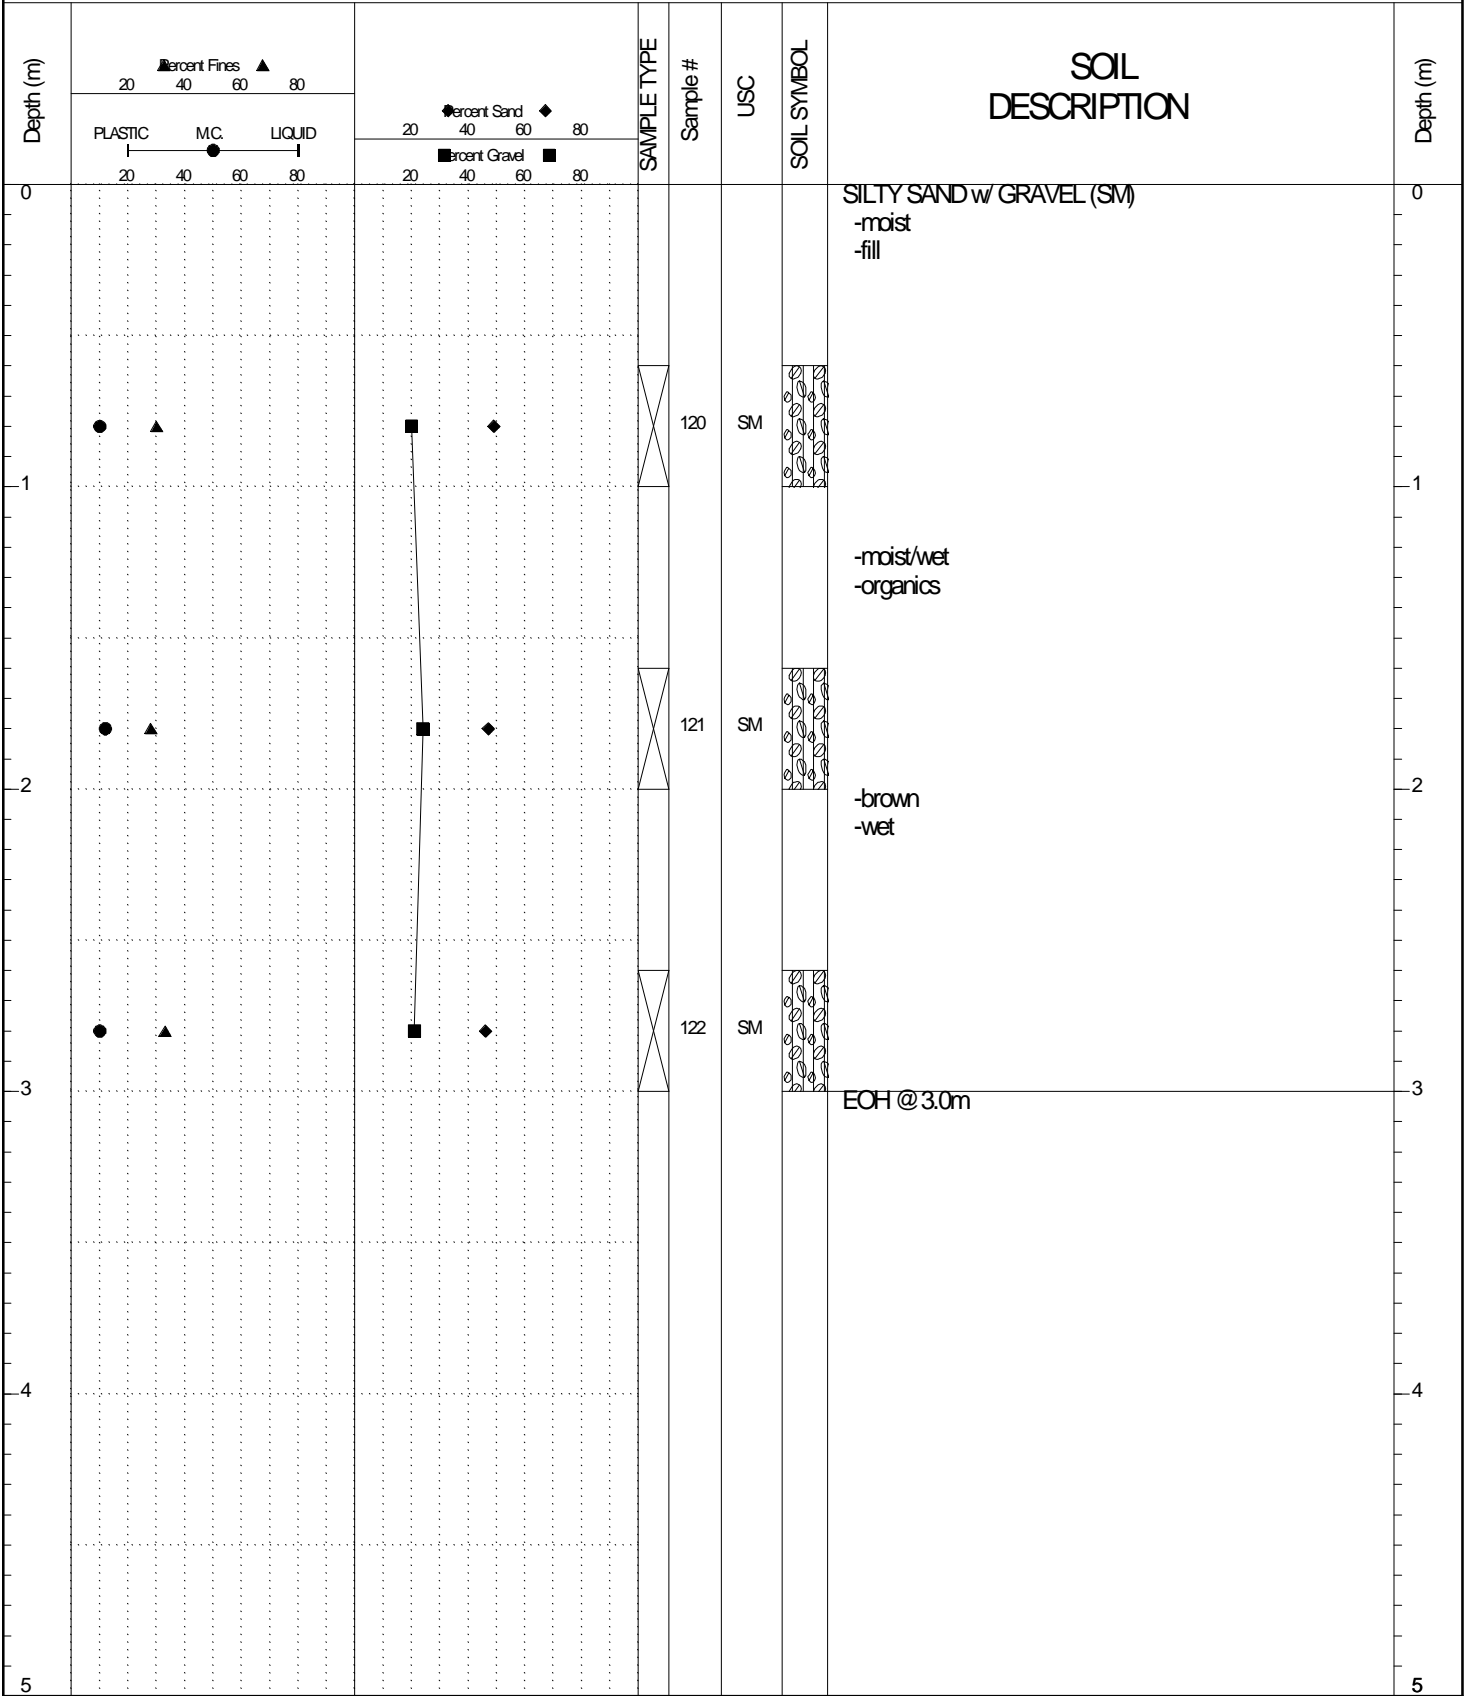 Depth (m)
Percent Fines
20 40 60 80
PLASTIC M.C. LIQUID
20 40 60 80
Percent Sand
20 40 60 80
Percent Gravel
20 40 60 80
SAMPLE TYPE
Sample #
USC
SOIL SYMBOL
SOIL
DESCRIPTION
Depth (m)
0 SILTY SAND w/ GRAVEL (SM) 0
-moist
-fill
120 SM
1 1
-moist/wet
-organics
121 SM
2 2
-brown
-wet
122 SM
3 3
EOH @ 3.0m
4 4
5 5